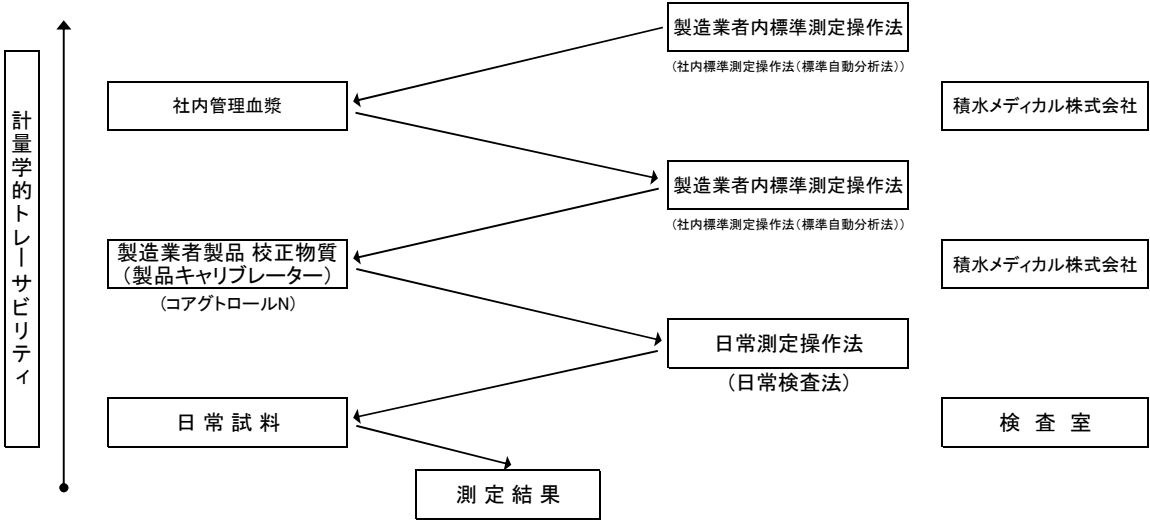 製造業者内標準測定操作法
(社内標準測定操作法(標準自動分析法))
社内管理血漿
積水メディカル株式会社
計量学的トレーサビリティ
製造業者内標準測定操作法
(社内標準測定操作法(標準自動分析法))
製造業者製品 校正物質
(製品キャリブレーター)
(コアグトロールN)
積水メディカル株式会社
日常測定操作法
(日常検査法)
日 常 試 料
検 査 室
測 定 結 果